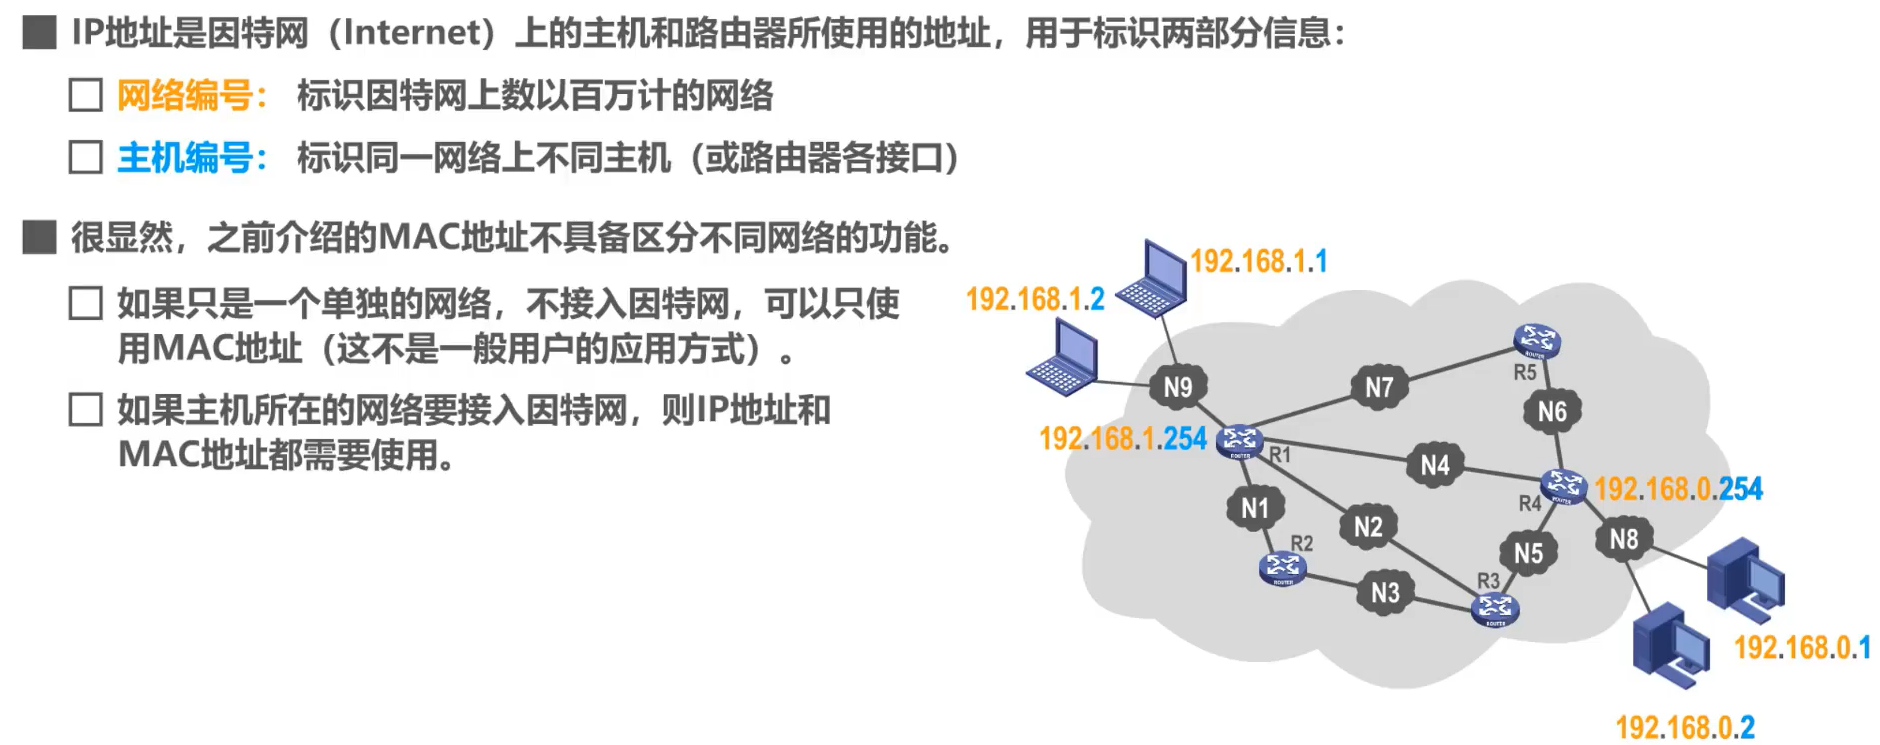 IP地址是因特网（Internet）上的主机和路由器所使用的地址，用于标识两部分信息：
网络编号： 标识因特网上数以百万计的网络
主机编号： 标识同一网络上不同主机（或路由器各接口）
很显然，之前介绍的MAC地址不具备区分不同网络的功能。
如果只是一个单独的网络，不接入因特网，可以只使
用MAC地址（这不是一般用户的应用方式）。
如果主机所在的网络要接入因特网，则IP地址和
MAC地址都需要使用。
192.168.1.1
192.168.1.2
N9
N7
ROUTER
R5
N6
192.168.1.254
ROUTER
R1
N4
ROUTER
R4
192.168.0.254
N1
N2
N5
N8
R2
ROUTER
N3
R3
ROUTER
192.168.0.1
192.168.0.2